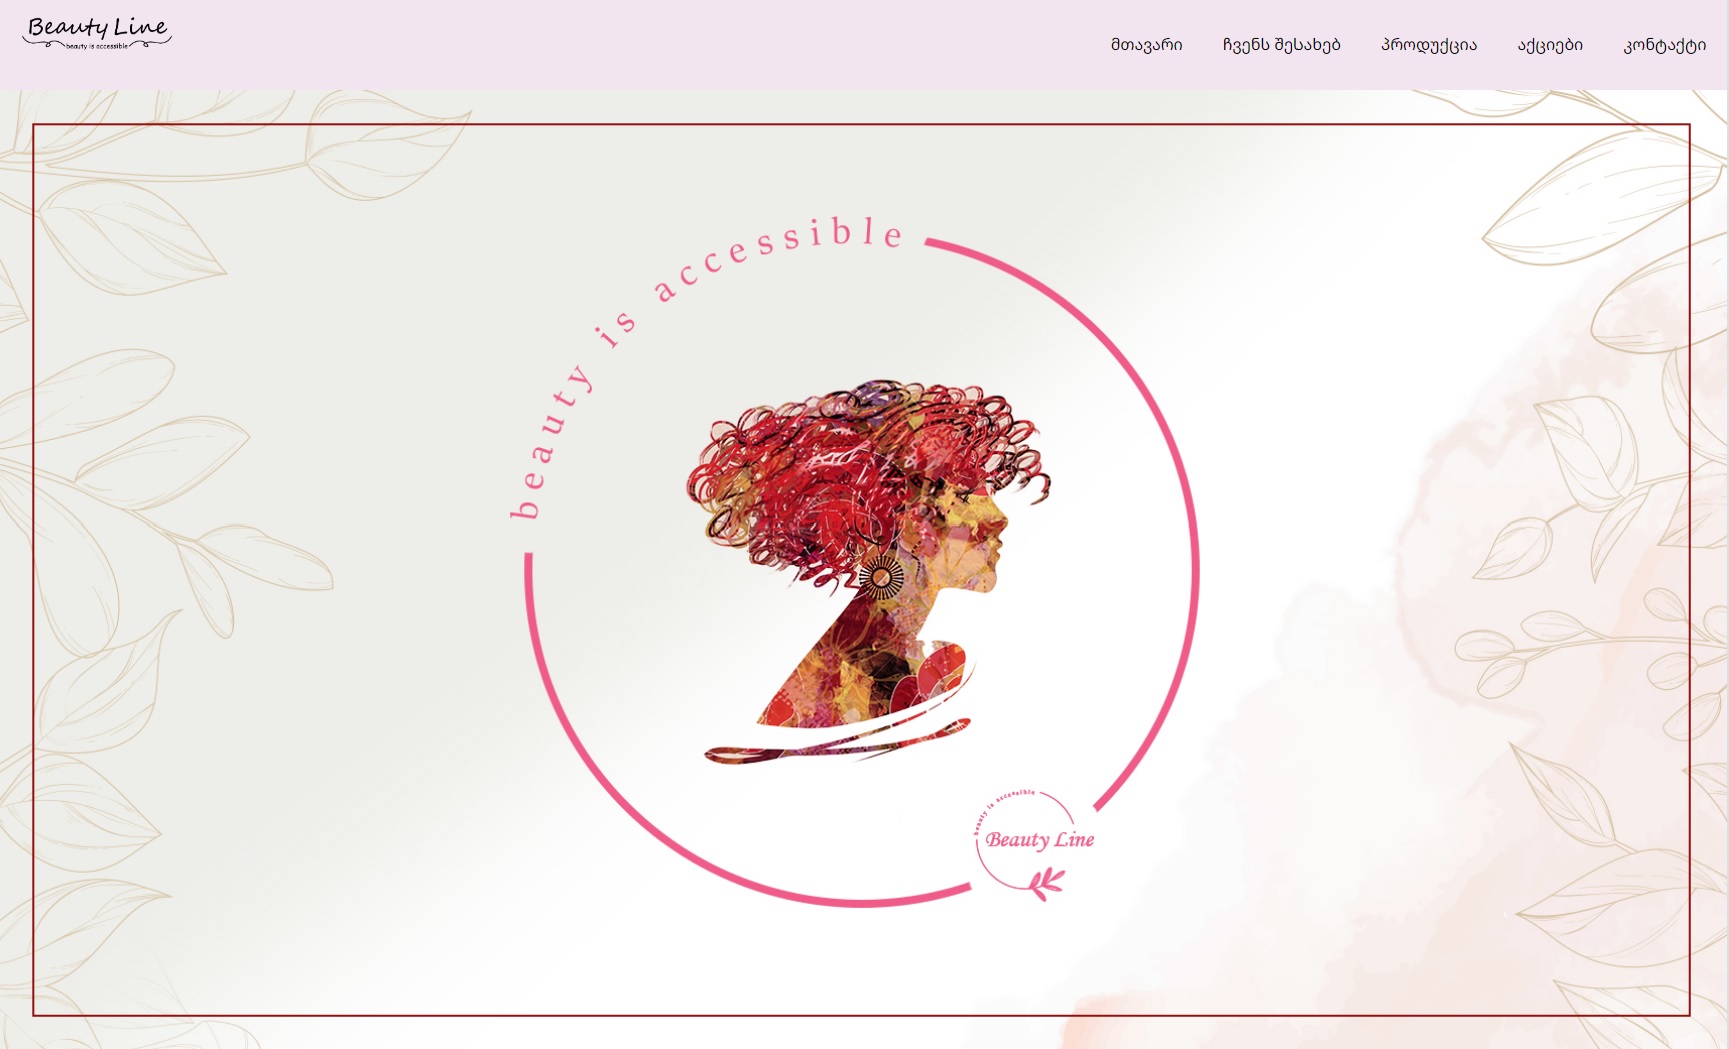 Beauty Line
beauty is accessible
მთავარი
ჩვენს შესახებ
პროდუქცია
აქციები
კონტაქტი
beauty is accessible
beauty is accessible
Beauty Line